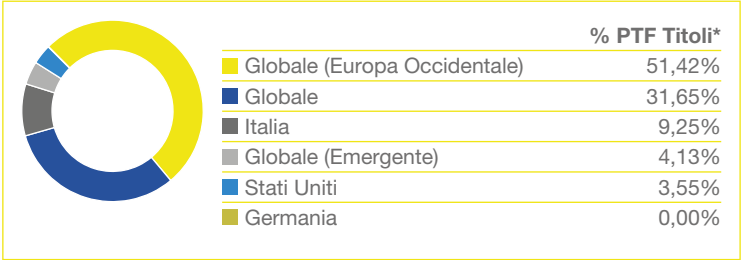 % PTF Titoli*
Globale (Europa Occidentale) 51,42%
Globale 31,65%
Italia 9,25%
Globale (Emergente) 4,13%
Stati Uniti 3,55%
Germania 0,00%